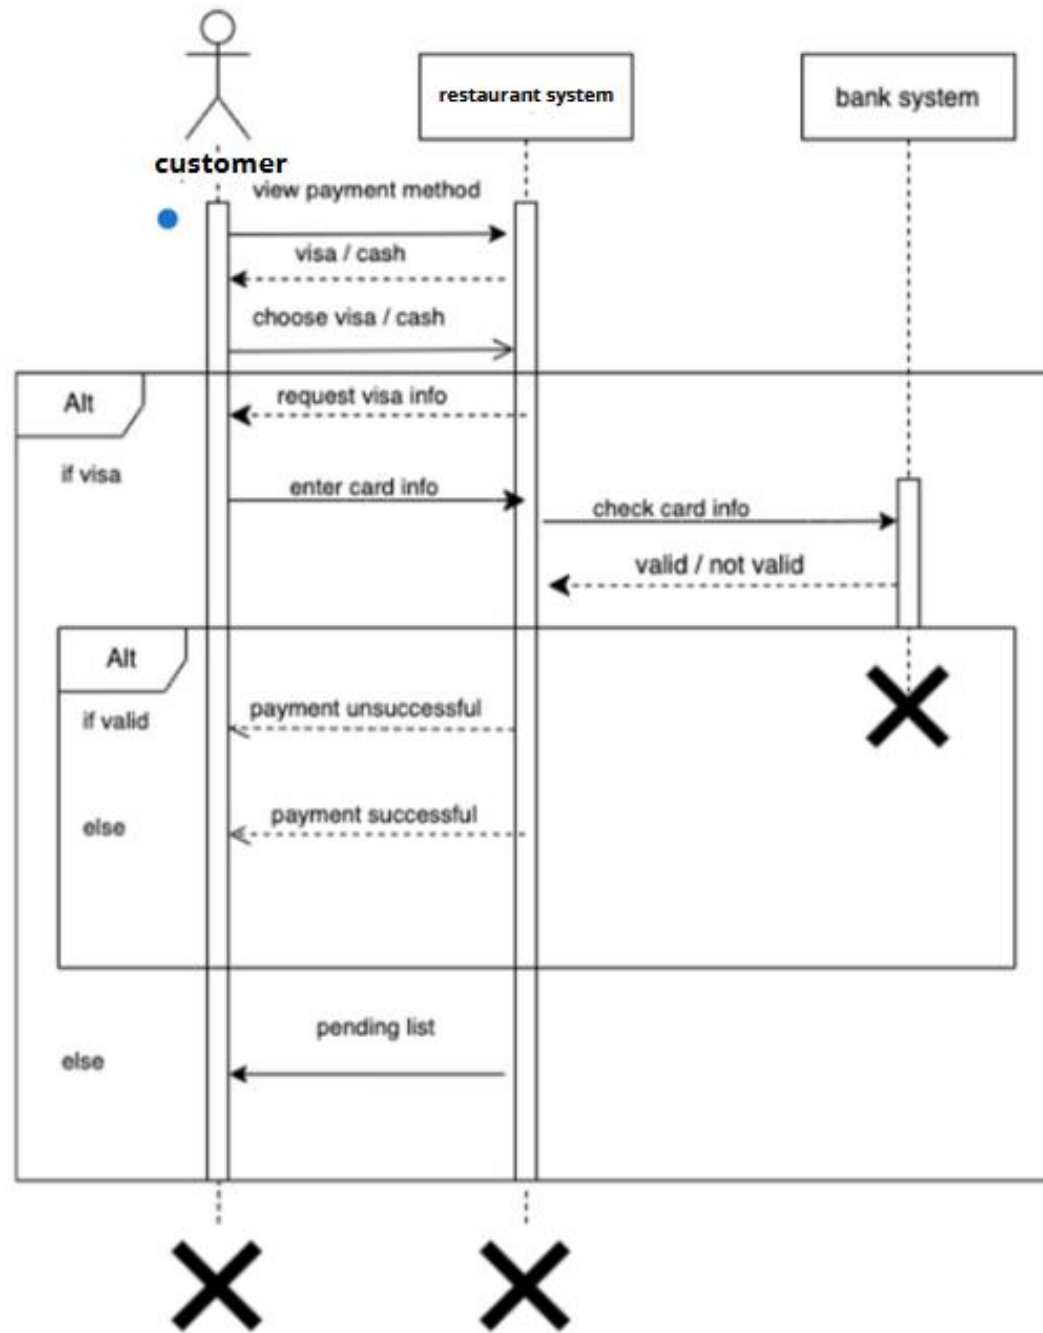 restaurant system
bank system
customer
view payment method
visa / cash
choose visa / cash
Alt
request visa info
if visa
enter card info
check card info
valid / not valid
Alt
if valid
payment unsuccessful
else
payment successful
pending list
else